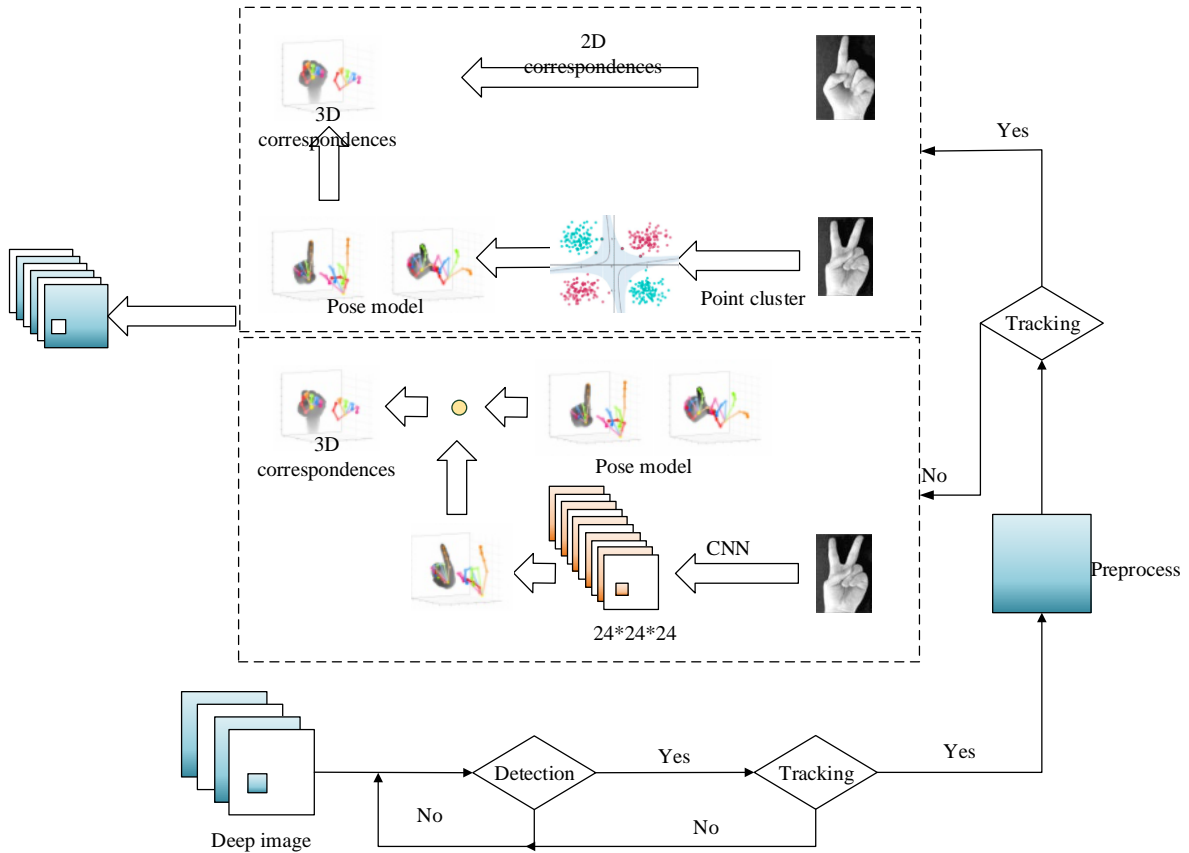 2D
correspondences
3D
correspondences
Yes
Pose model
Point cluster
Tracking
3D
correspondences
Pose model
No
CNN
Preprocess
24*24*24
Yes
Yes
Detection
Tracking
No
No
Deep image